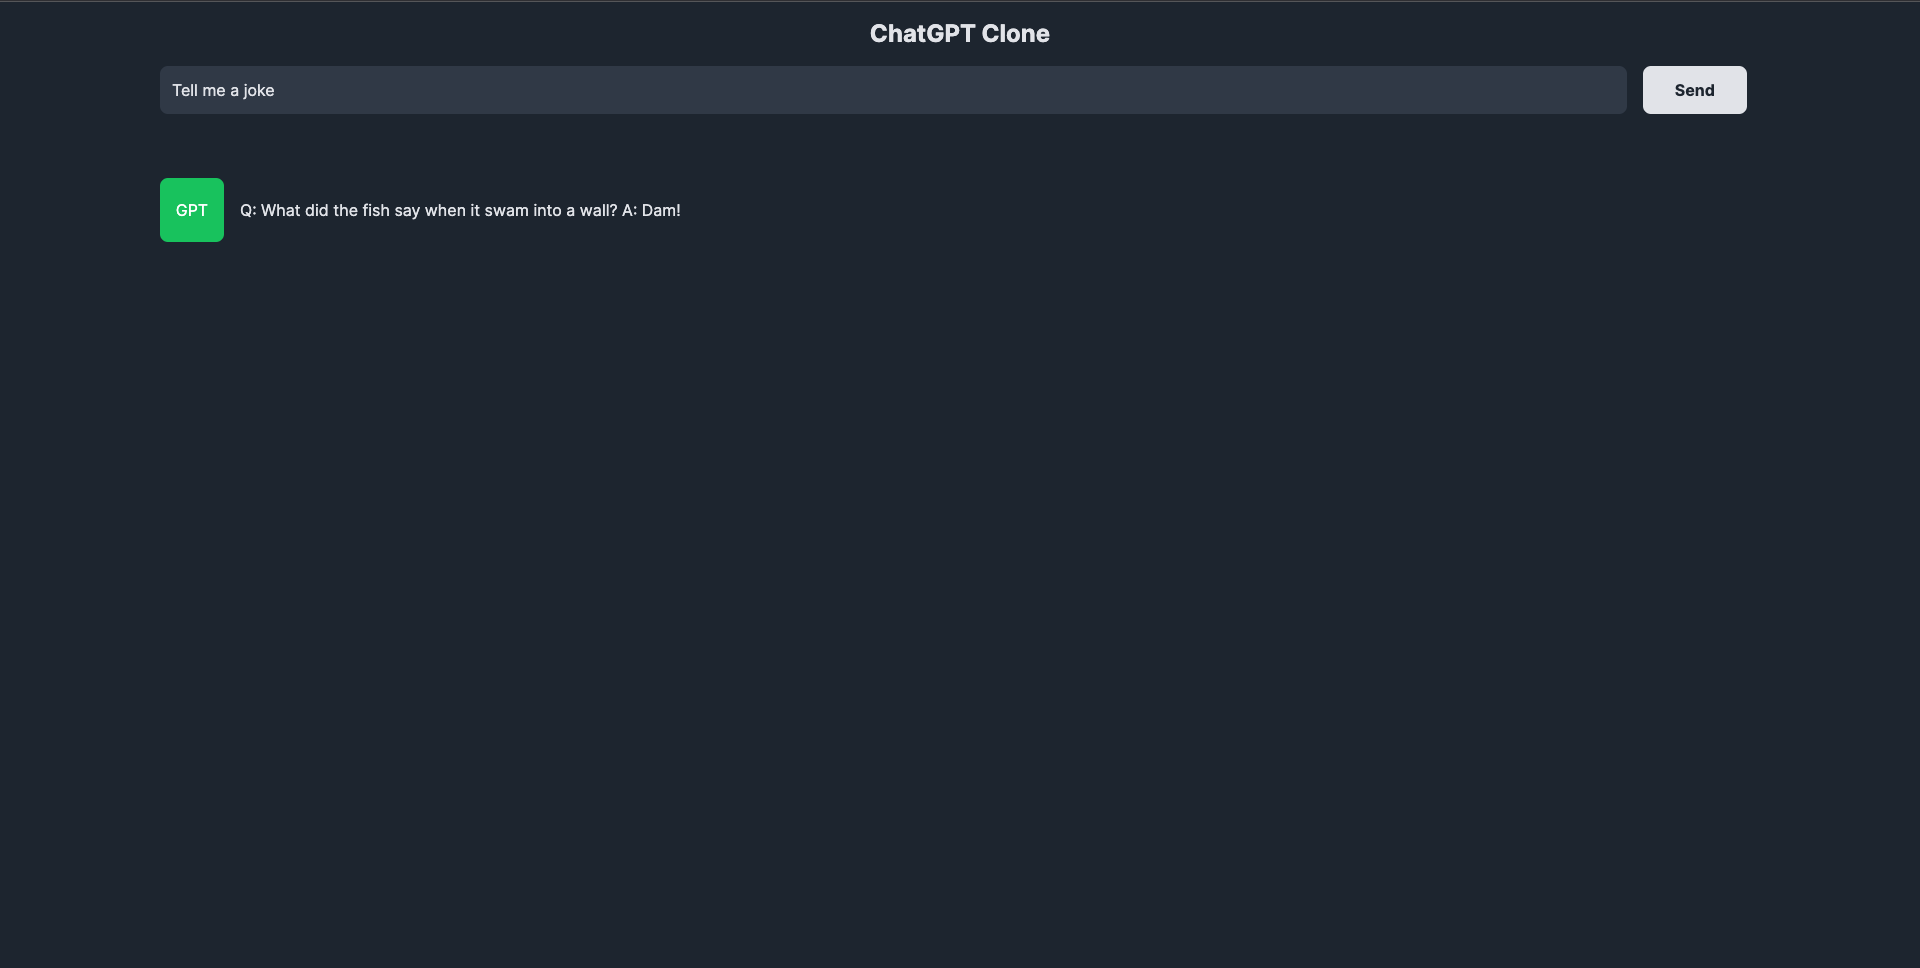 ChatGPT Clone
Tell me a joke
Send
GPT
Q: What did the fish say when it swam into a wall? A: Dam!